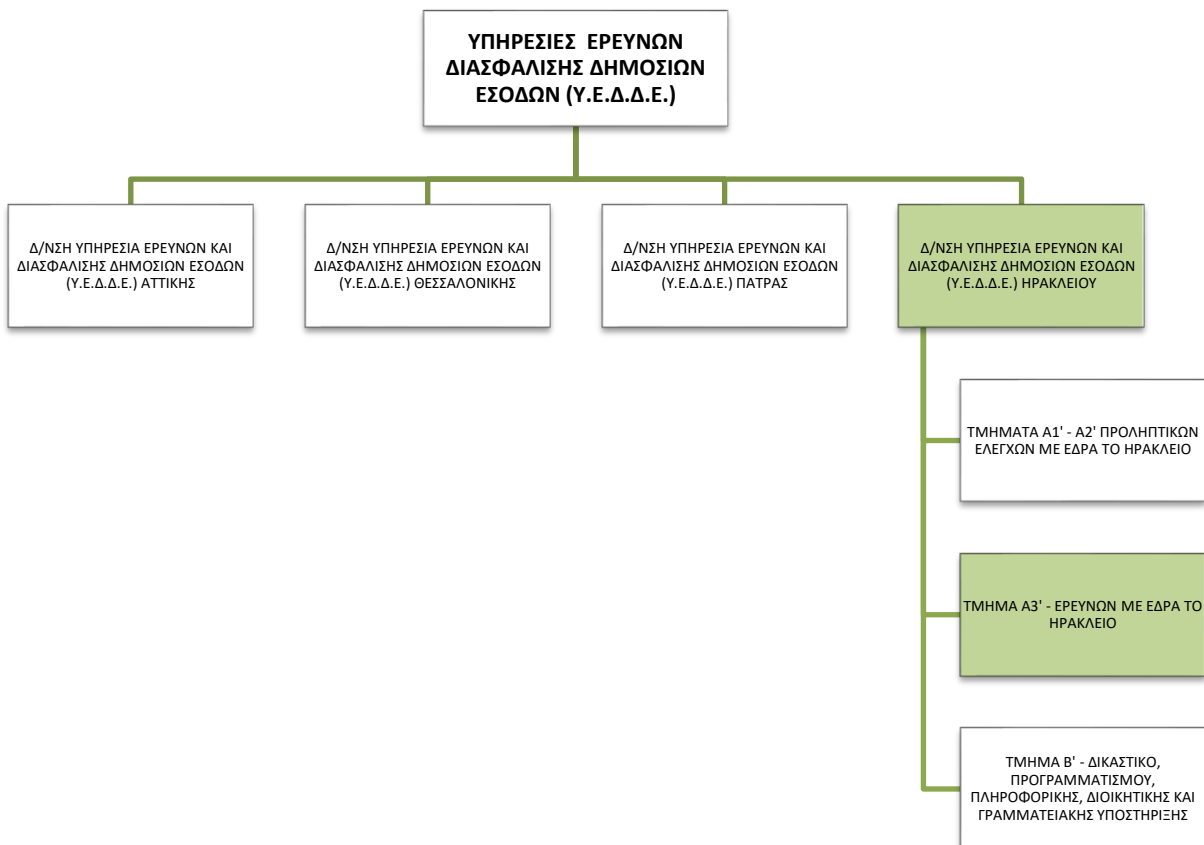 ΥΠΗΡΕΣΙΕΣ ΕΡΕΥΝΩΝ
ΔΙΑΣΦΑΛΙΣΗΣ ΔΗΜΟΣΙΩΝ
ΕΣΟΔΩΝ (Υ.Ε.Δ.Δ.Ε.)
Δ/ΝΣΗ ΥΠΗΡΕΣΙΑ ΕΡΕΥΝΩΝ ΚΑΙ
ΔΙΑΣΦΑΛΙΣΗΣ ΔΗΜΟΣΙΩΝ ΕΣΟΔΩΝ
(Υ.Ε.Δ.Δ.Ε.) ΑΤΤΙΚΗΣ
Δ/ΝΣΗ ΥΠΗΡΕΣΙΑ ΕΡΕΥΝΩΝ ΚΑΙ
ΔΙΑΣΦΑΛΙΣΗΣ ΔΗΜΟΣΙΩΝ ΕΣΟΔΩΝ
(Υ.Ε.Δ.Δ.Ε.) ΘΕΣΣΑΛΟΝΙΚΗΣ
Δ/ΝΣΗ ΥΠΗΡΕΣΙΑ ΕΡΕΥΝΩΝ ΚΑΙ
ΔΙΑΣΦΑΛΙΣΗΣ ΔΗΜΟΣΙΩΝ ΕΣΟΔΩΝ
(Υ.Ε.Δ.Δ.Ε.) ΠΑΤΡΑΣ
Δ/ΝΣΗ ΥΠΗΡΕΣΙΑ ΕΡΕΥΝΩΝ ΚΑΙ
ΔΙΑΣΦΑΛΙΣΗΣ ΔΗΜΟΣΙΩΝ ΕΣΟΔΩΝ
(Υ.Ε.Δ.Δ.Ε.) ΗΡΑΚΛΕΙΟΥ
ΤΜΗΜΑΤΑ Α1' - Α2' ΠΡΟΛΗΠΤΙΚΩΝ
ΕΛΕΓΧΩΝ ΜΕ ΕΔΡΑ ΤΟ ΗΡΑΚΛΕΙΟ
ΤΜΗΜΑ Α3' - ΕΡΕΥΝΩΝ ΜΕ ΕΔΡΑ ΤΟ
ΗΡΑΚΛΕΙΟ
ΤΜΗΜΑ Β' - ΔΙΚΑΣΤΙΚΟ,
ΠΡΟΓΡΑΜΜΑΤΙΣΜΟΥ,
ΠΛΗΡΟΦΟΡΙΚΗΣ, ΔΙΟΙΚΗΤΙΚΗΣ ΚΑΙ
ΓΡΑΜΜΑΤΕΙΑΚΗΣ ΥΠΟΣΤΗΡΙΞΗΣ